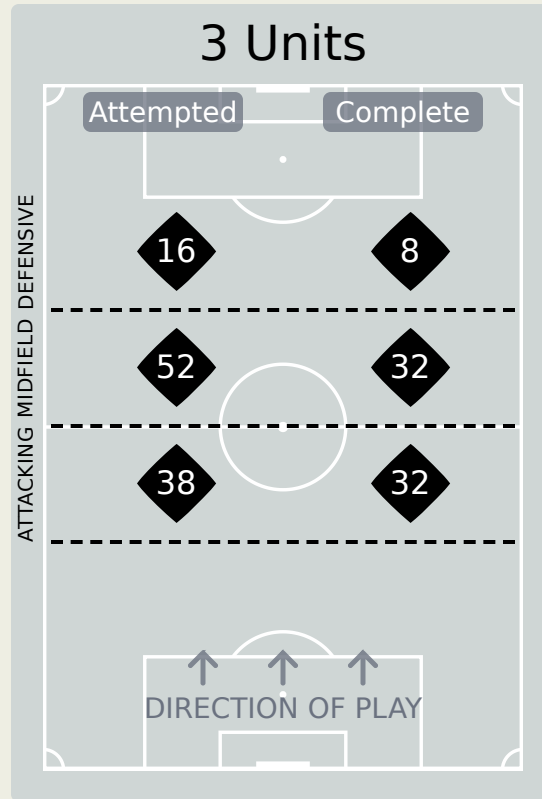 3 Units
Attempted Complete
ATTACKING MIDFIELD DEFENSIVE
16 8
52 32
38 32
DIRECTION OF PLAY